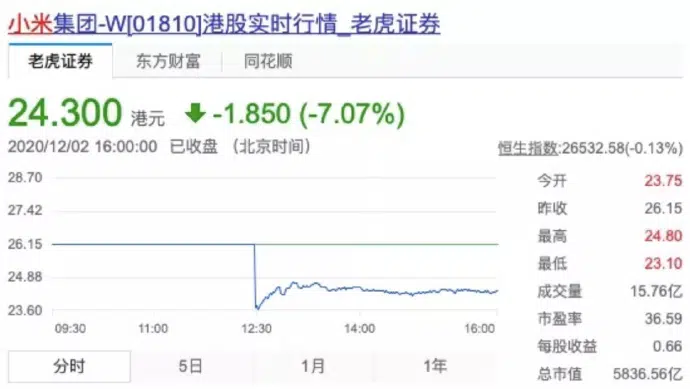 小米集团-W[01810]港股实时行情_老虎证券
老虎证券 东方财富 同花顺
24.300 港元 -1.850 (-7.07%)
2020/12/02 16:00:00 已收盘 （北京时间） 恒生指数:26532.58(-0.13%)
28.70
27.42
26.15
24.88
23.60
09:30 11:00 12:30 14:00 16:00
今开 23.75
昨收 26.15
最高 24.80
最低 23.10
成交量 15.76亿
市盈率 36.59
每股收益 0.66
总市值 5836.56亿
分时 5日 1月 1年